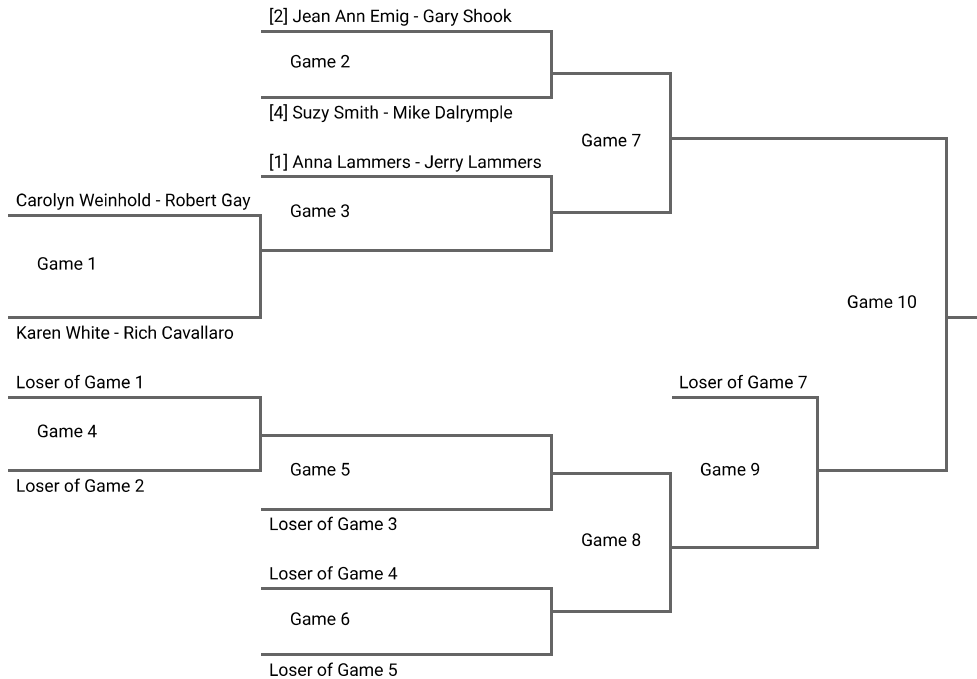 [2] Jean Ann Emig - Gary Shook
Game 2
[4] Suzy Smith - Mike Dalrymple
Game 7
[1] Anna Lammers - Jerry Lammers
Carolyn Weinhold - Robert Gay
Game 3
Game 1
Game 10
Karen White - Rich Cavallaro
Loser of Game 1
Loser of Game 7
Game 4
Game 5
Game 9
Loser of Game 2
Loser of Game 3
Game 8
Loser of Game 4
Game 6
Loser of Game 5